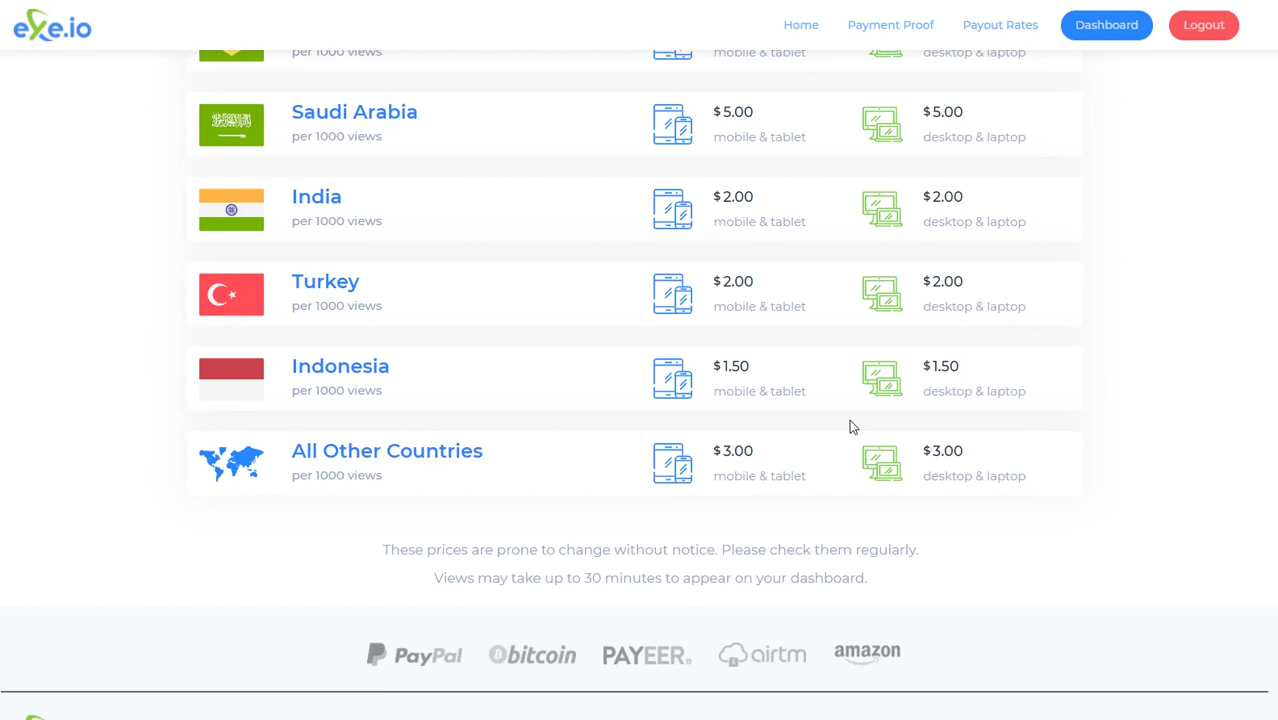 exe.io
Home Payment Proof Payout Rates Dashboard Logout
per 1000 views mobile & tablet desktop & laptop
Saudi Arabia $5.00 $5.00
per 1000 views mobile & tablet desktop & laptop
India $2.00 $2.00
per 1000 views mobile & tablet desktop & laptop
Turkey $2.00 $2.00
per 1000 views mobile & tablet desktop & laptop
Indonesia $1.50 $1.50
per 1000 views mobile & tablet desktop & laptop
All Other Countries $3.00 $3.00
per 1000 views mobile & tablet desktop & laptop
These prices are prone to change without notice. Please check them regularly.
Views may take up to 30 minutes to appear on your dashboard.
PayPal bitcoin PAYEER airtm amazon